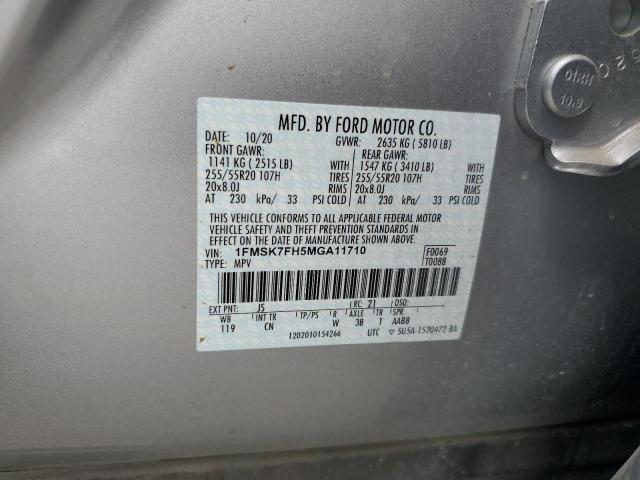 MFD. BY FORD MOTOR CO.
DATE: 10/20 GVWR: 2635 KG ( 5810 LB)
FRONT GAWR: REAR GAWR:
1141 KG ( 2515 LB) WITH 1547 KG ( 3410 LB) WITH
255/55R20 107H TIRES 255/55R20 107H TIRES
20x8.0J RIMS 20x8.0J RIMS
AT 230 kPa/ 33 PSI COLD AT 230 kPa/ 33 PSI COLD
THIS VEHICLE CONFORMS TO ALL APPLICABLE FEDERAL MOTOR
VEHICLE SAFETY AND THEFT PREVENTION STANDARDS IN
EFFECT ON THE DATE OF MANUFACTURE SHOWN ABOVE.
VIN: 1FMSK7FH5MGA11710 F0069
TYPE: MPV T0088
EXT PNT: JS RC: 21 DSO:
WB INT TR TP/PS R AXLE TR SPR
119 CN W 3B T AABB
1202010154266 UTC 5U5A-1520472-BA